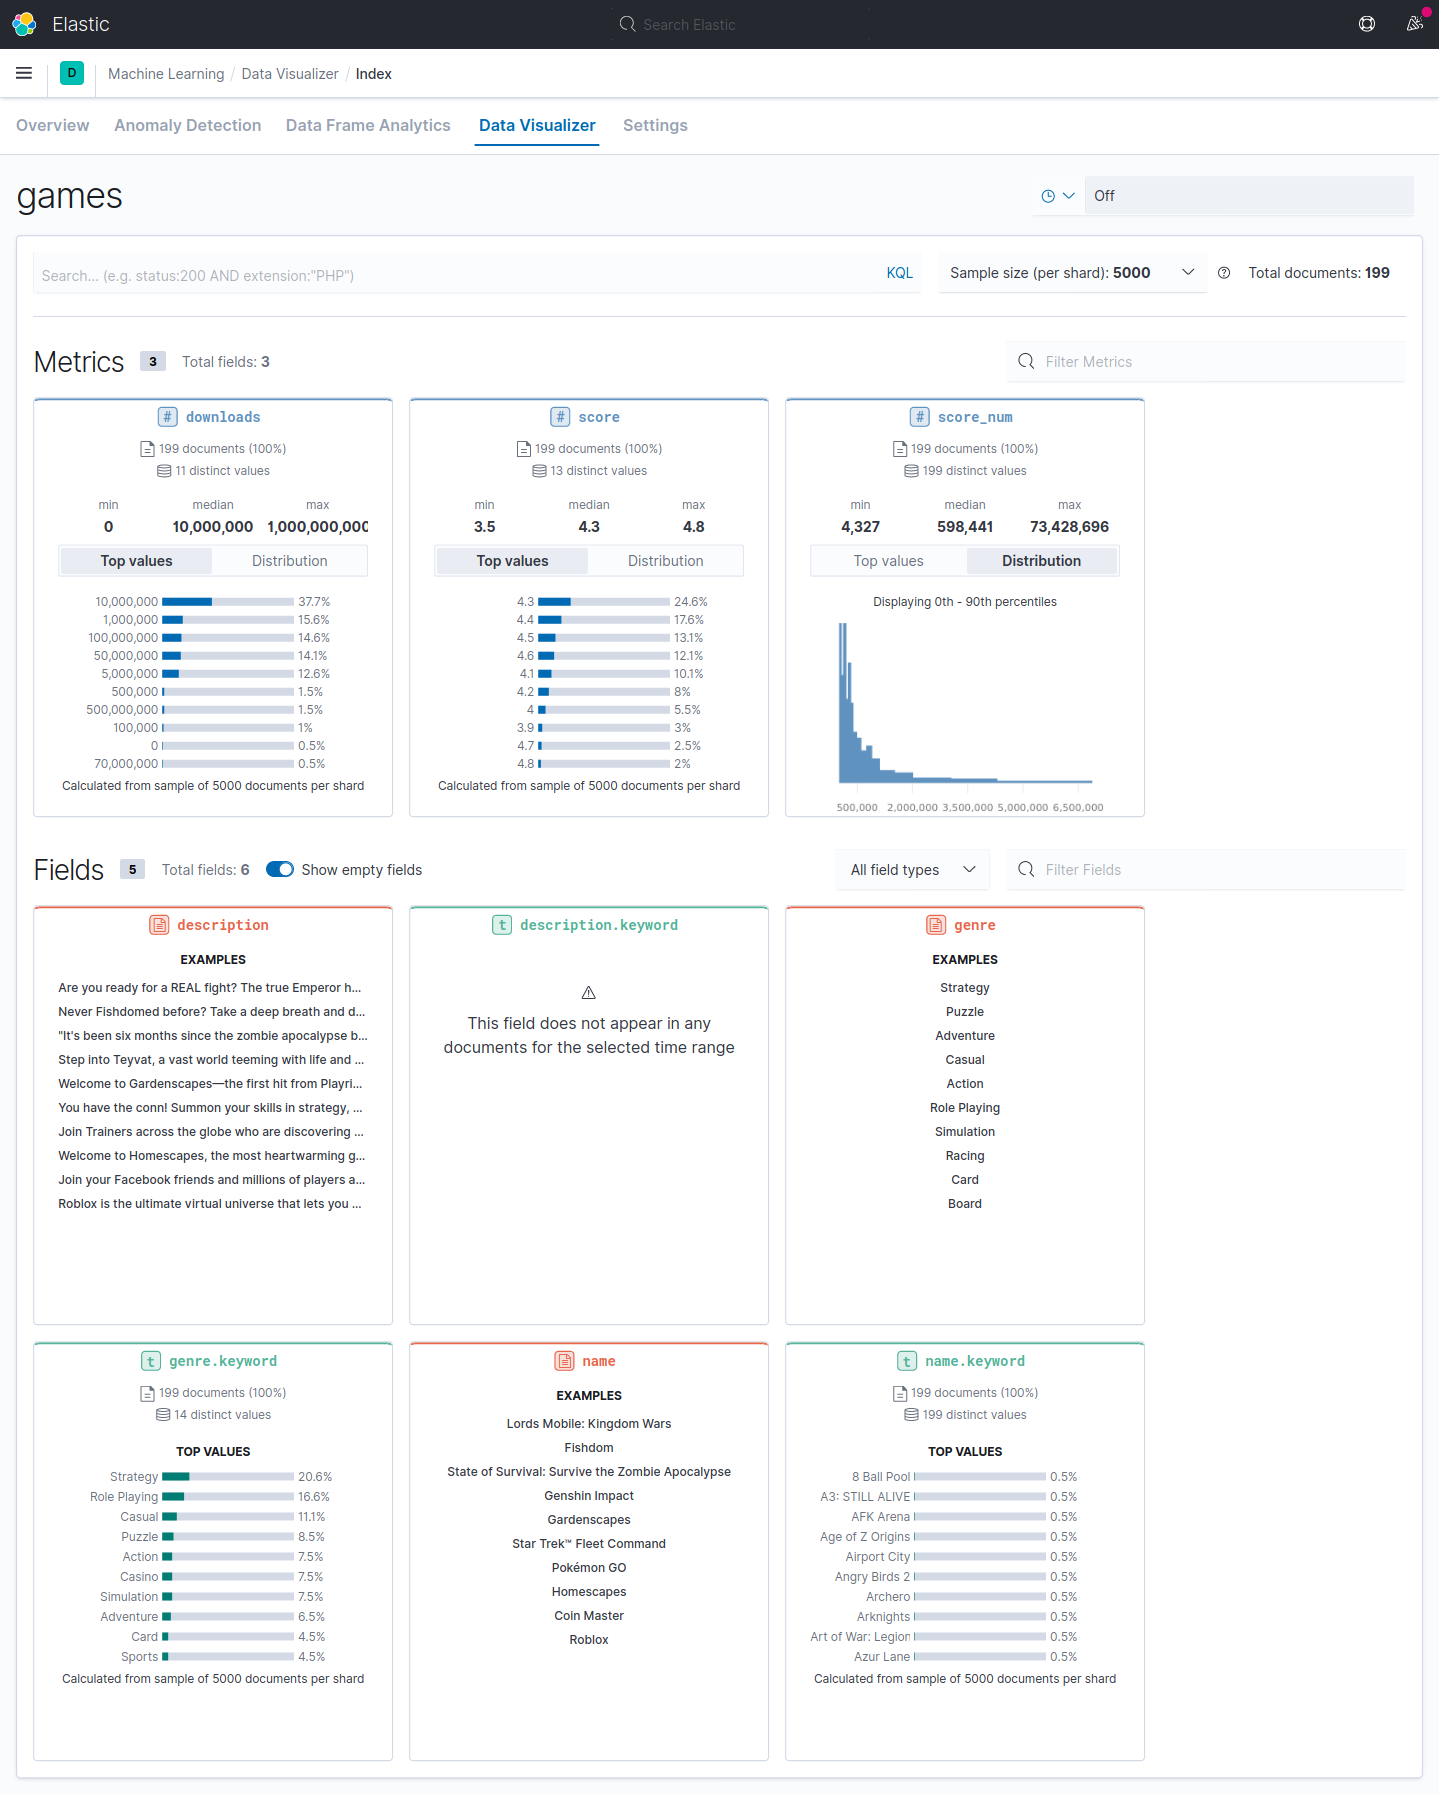 Elastic
Search Elastic
D
Machine Learning / Data Visualizer / Index
Overview
Anomaly Detection
Data Frame Analytics
Data Visualizer
Settings
games
Off
Search... (e.g. status:200 AND extension:"PHP")
KQL
Sample size (per shard): 5000
Total documents: 199
Metrics
3
Total fields: 3
Filter Metrics
# downloads
199 documents (100%)
11 distinct values
min median max
0 10,000,000 1,000,000,000
Top values Distribution
10,000,000 37.7%
1,000,000 15.6%
100,000,000 14.6%
50,000,000 14.1%
5,000,000 12.6%
500,000 1.5%
500,000,000 1.5%
100,000 1%
0 0.5%
70,000,000 0.5%
Calculated from sample of 5000 documents per shard
# score
199 documents (100%)
13 distinct values
min median max
3.5 4.3 4.8
Top values Distribution
4.3 24.6%
4.4 17.6%
4.5 13.1%
4.6 12.1%
4.1 10.1%
4.2 8%
4 5.5%
3.9 3%
4.7 2.5%
4.8 2%
Calculated from sample of 5000 documents per shard
# score_num
199 documents (100%)
199 distinct values
min median max
4,327 598,441 73,428,696
Top values Distribution
Displaying 0th - 90th percentiles
500,000 2,000,000 3,500,000 5,000,000 6,500,000
Fields
5
Total fields: 6
Show empty fields
All field types
Filter Fields
description
EXAMPLES
Are you ready for a REAL fight? The true Emperor h...
Never Fishdomed before? Take a deep breath and d...
"It's been six months since the zombie apocalypse b...
Step into Teyvat, a vast world teeming with life and ...
Welcome to Gardenscapes—the first hit from Playri...
You have the conn! Summon your skills in strategy, ...
Join Trainers across the globe who are discovering ...
Welcome to Homescapes, the most heartwarming g...
Join your Facebook friends and millions of players a...
Roblox is the ultimate virtual universe that lets you ...
t description.keyword
This field does not appear in any
documents for the selected time range
genre
EXAMPLES
Strategy
Puzzle
Adventure
Casual
Action
Role Playing
Simulation
Racing
Card
Board
t genre.keyword
199 documents (100%)
14 distinct values
TOP VALUES
Strategy 20.6%
Role Playing 16.6%
Casual 11.1%
Puzzle 8.5%
Action 7.5%
Casino 7.5%
Simulation 7.5%
Adventure 6.5%
Card 4.5%
Sports 4.5%
Calculated from sample of 5000 documents per shard
name
EXAMPLES
Lords Mobile: Kingdom Wars
Fishdom
State of Survival: Survive the Zombie Apocalypse
Genshin Impact
Gardenscapes
Star Trek™ Fleet Command
Pokémon GO
Homescapes
Coin Master
Roblox
t name.keyword
199 documents (100%)
199 distinct values
TOP VALUES
8 Ball Pool 0.5%
A3: STILL ALIVE 0.5%
AFK Arena 0.5%
Age of Z Origins 0.5%
Airport City 0.5%
Angry Birds 2 0.5%
Archero 0.5%
Arknights 0.5%
Art of War: Legion 0.5%
Azur Lane 0.5%
Calculated from sample of 5000 documents per shard